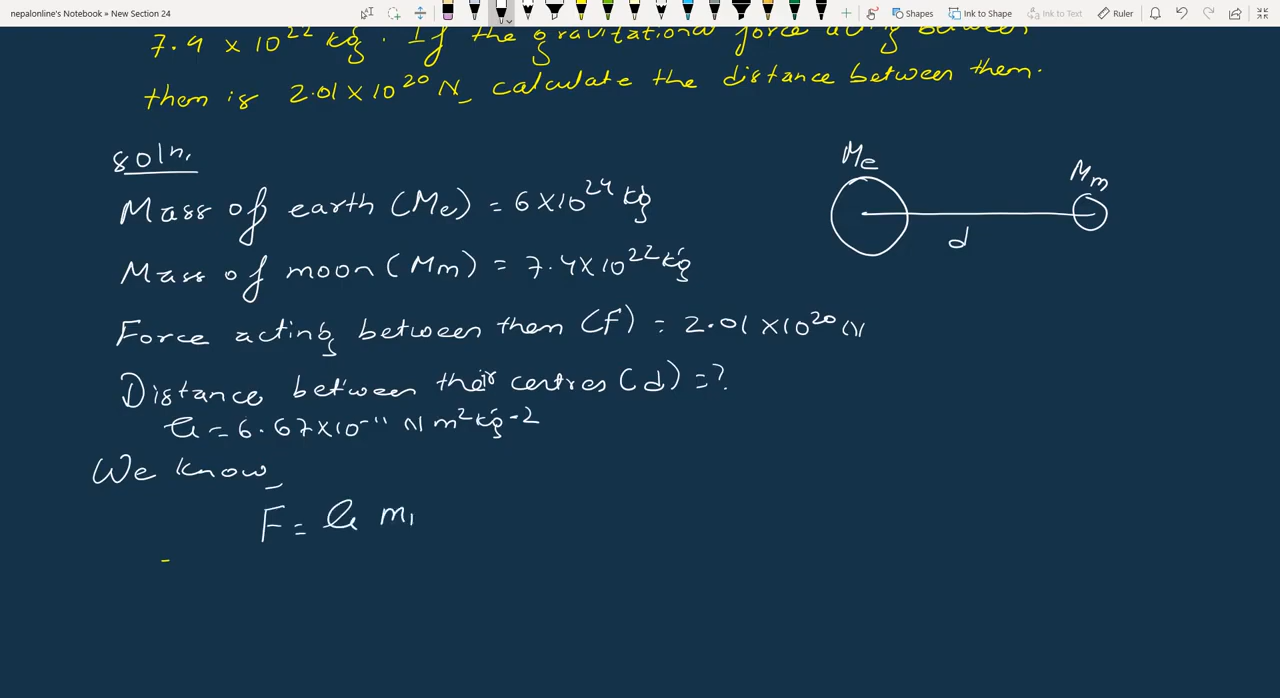 nepalonline's Notebook » New Section 24
Shapes Ink to Shape Ink to Text Ruler
7.4 x 10²² kg. If the gravitational force acting between
them is 2.01 x 10²⁰ N, calculate the distance between them.
soln.
Me
Mm
d
Mass of earth (Me) = 6 x 10²⁴ kg
Mass of moon (Mm) = 7.4 x 10²² kg
Force acting between them (F) = 2.01 x 10²⁰ N
Distance between their centres (d) = ?
G = 6.67 x 10⁻¹¹ N m² kg-2
We know,
F = G m₁